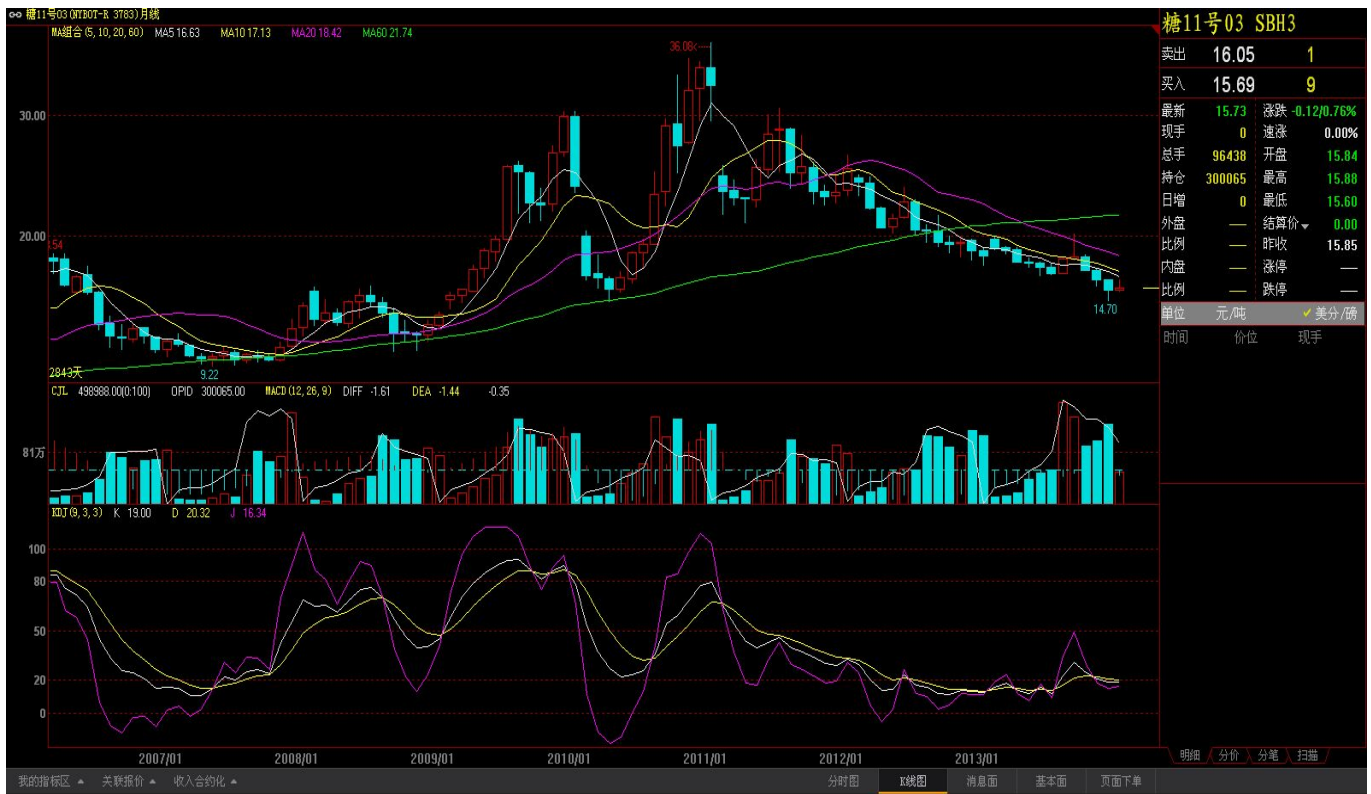 糖11号03(NYBOT-R 3783)月线
MA组合(5,10,20,60) MA5 16.63 MA10 17.13 MA20 18.42 MA60 21.74
36.08
30.00
20.00
.54
14.70
2843天
9.22
CJL 498988.00(0:100) OPID 300065.00 MACD(12,26,9) DIFF -1.61 DEA -1.44 -0.35
81万
KDJ(9,3,3) K 19.00 D 20.32 J 16.34
100
80
50
20
0
2007/01 2008/01 2009/01 2010/01 2011/01 2012/01 2013/01
糖11号03 SBH3
卖出 16.05 1
买入 15.69 9
最新 15.73 涨跌 -0.12/0.76%
现手 0 速涨 0.00%
总手 96438 开盘 15.84
持仓 300065 最高 15.88
日增 0 最低 15.60
外盘 — 结算价 0.00
比例 — 昨收 15.85
内盘 — 涨停 —
比例 — 跌停 —
单位 元/吨 ✓美分/磅
时间 价位 现手
明细 分价 分笔 扫描
我的指标区 关联报价 收入合约化 分时图 K线图 消息面 基本面 页面下单